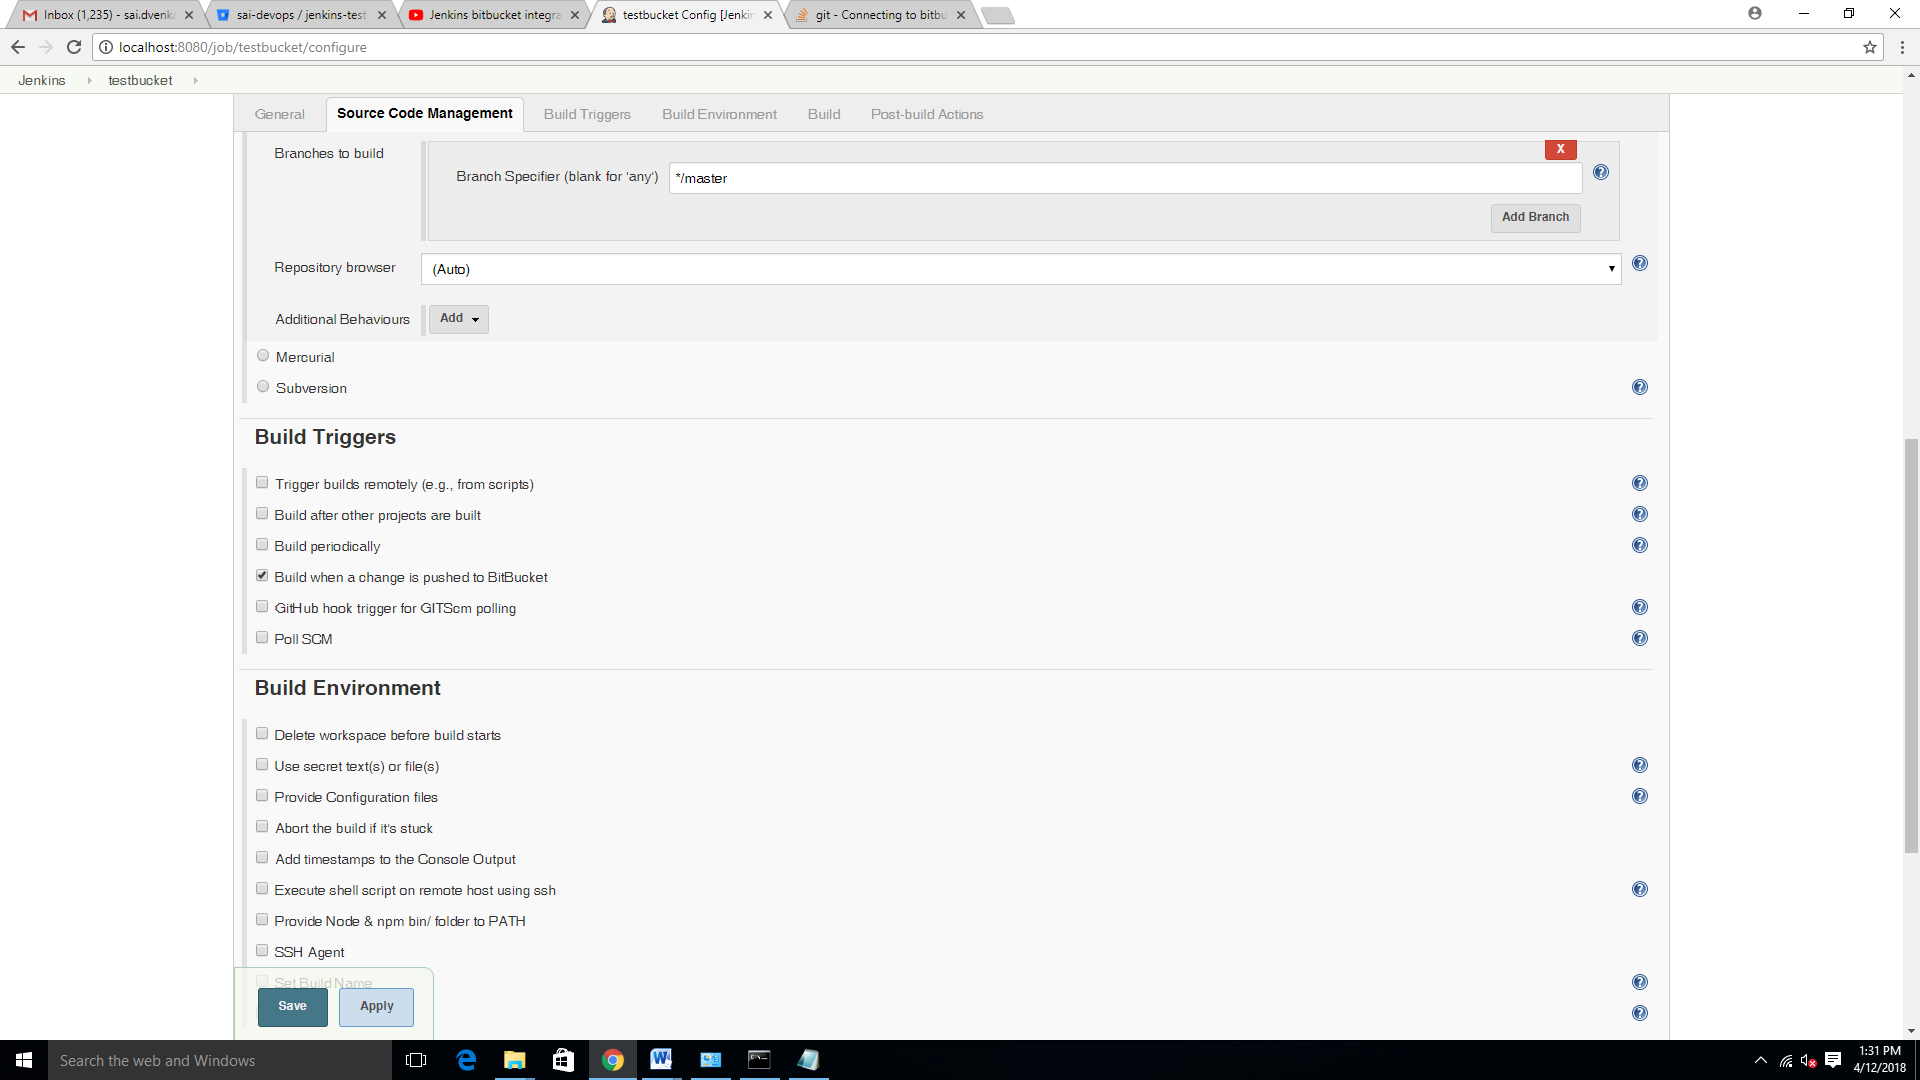 Inbox (1,235) - sai.dvenka
sai-devops / jenkins-test
Jenkins bitbucket integra
testbucket Config [Jenkin
git - Connecting to bitbu
localhost:8080/job/testbucket/configure
Jenkins
testbucket
General
Source Code Management
Build Triggers
Build Environment
Build
Post-build Actions
Branches to build
X
Branch Specifier (blank for 'any')
*/master
Add Branch
Repository browser
(Auto)
Additional Behaviours
Add
Mercurial
Subversion
Build Triggers
Trigger builds remotely (e.g., from scripts)
Build after other projects are built
Build periodically
Build when a change is pushed to BitBucket
GitHub hook trigger for GITScm polling
Poll SCM
Build Environment
Delete workspace before build starts
Use secret text(s) or file(s)
Provide Configuration files
Abort the build if it's stuck
Add timestamps to the Console Output
Execute shell script on remote host using ssh
Provide Node & npm bin/ folder to PATH
SSH Agent
Set Build Name
Save
Apply
Search the web and Windows
1:31 PM
4/12/2018